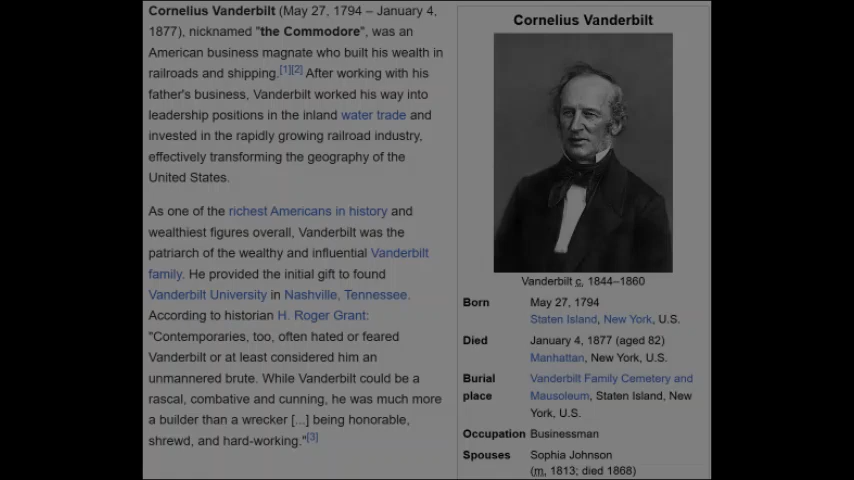 Cornelius Vanderbilt (May 27, 1794 – January 4,
1877), nicknamed "the Commodore", was an
American business magnate who built his wealth in
railroads and shipping.[1][2] After working with his
father's business, Vanderbilt worked his way into
leadership positions in the inland water trade and
invested in the rapidly growing railroad industry,
effectively transforming the geography of the
United States.
As one of the richest Americans in history and
wealthiest figures overall, Vanderbilt was the
patriarch of the wealthy and influential Vanderbilt
family. He provided the initial gift to found
Vanderbilt University in Nashville, Tennessee.
According to historian H. Roger Grant:
"Contemporaries, too, often hated or feared
Vanderbilt or at least considered him an
unmannered brute. While Vanderbilt could be a
rascal, combative and cunning, he was much more
a builder than a wrecker [...] being honorable,
shrewd, and hard-working."[3]
Cornelius Vanderbilt
Vanderbilt c. 1844–1860
Born May 27, 1794
Staten Island, New York, U.S.
Died January 4, 1877 (aged 82)
Manhattan, New York, U.S.
Burial Vanderbilt Family Cemetery and
place Mausoleum, Staten Island, New
York, U.S.
Occupation Businessman
Spouses Sophia Johnson
(m. 1813; died 1868)